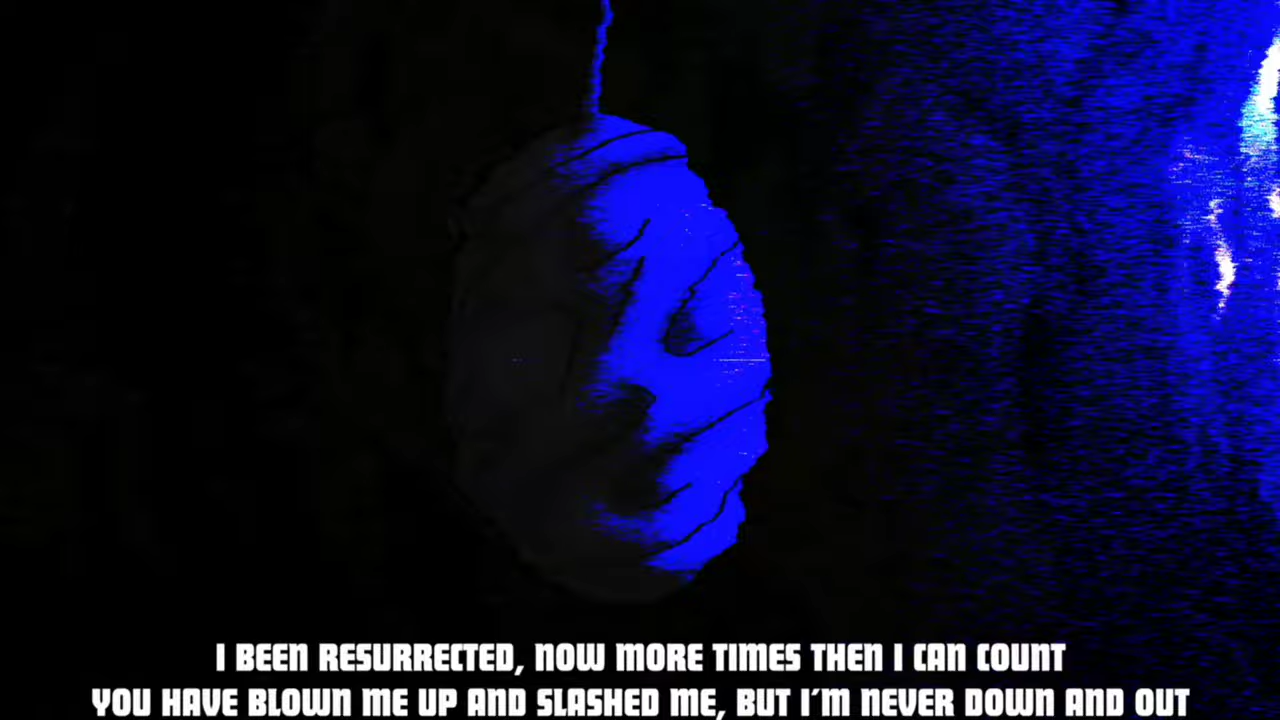 I BEEN RESURRECTED, NOW MORE TIMES THEN I CAN COUNT
YOU HAVE BLOWN ME UP AND SLASHED ME, BUT I'M NEVER DOWN AND OUT